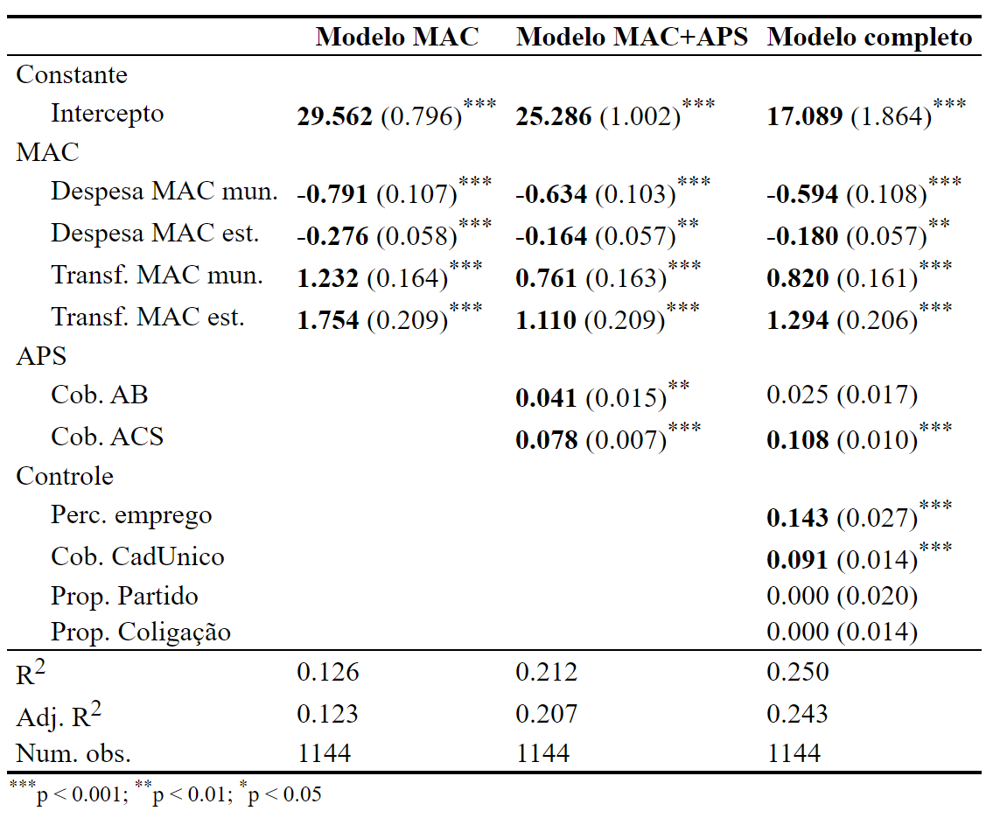 Modelo MAC Modelo MAC+APS Modelo completo
Constante
Intercepto 29.562 (0.796)*** 25.286 (1.002)*** 17.089 (1.864)***
MAC
Despesa MAC mun. -0.791 (0.107)*** -0.634 (0.103)*** -0.594 (0.108)***
Despesa MAC est. -0.276 (0.058)*** -0.164 (0.057)** -0.180 (0.057)**
Transf. MAC mun. 1.232 (0.164)*** 0.761 (0.163)*** 0.820 (0.161)***
Transf. MAC est. 1.754 (0.209)*** 1.110 (0.209)*** 1.294 (0.206)***
APS
Cob. AB 0.041 (0.015)** 0.025 (0.017)
Cob. ACS 0.078 (0.007)*** 0.108 (0.010)***
Controle
Perc. emprego 0.143 (0.027)***
Cob. CadUnico 0.091 (0.014)***
Prop. Partido 0.000 (0.020)
Prop. Coligação 0.000 (0.014)
R2 0.126 0.212 0.250
Adj. R2 0.123 0.207 0.243
Num. obs. 1144 1144 1144
***p < 0.001; **p < 0.01; *p < 0.05